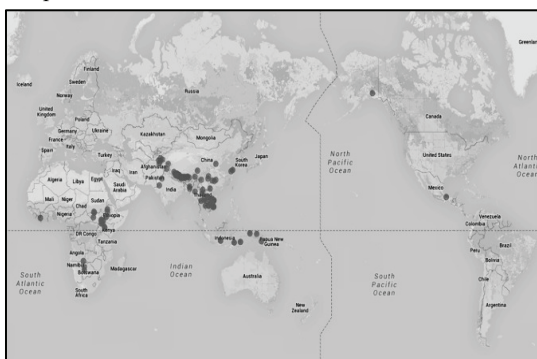 Greenland
Iceland
Finland
Sweden
Norway
Russia
United
Kingdom
Poland
Germany
Ukraine
France
Italy
Spain
Turkey
Kazakhstan
Mongolia
Afghanistan
China
South
Korea
Japan
Iraq
Iran
Pakistan
India
Algeria
Libya
Egypt
Saudi
Arabia
Mali
Niger
Chad
Sudan
Nigeria
Ethiopia
DR Congo
Kenya
Tanzania
Angola
Namibia
Botswana
Madagascar
South
Africa
Indonesia
Papua New
Guinea
Australia
New
Zealand
Indian
Ocean
South
Atlantic
Ocean
North
Pacific
Ocean
South
Pacific
Ocean
Canada
United States
North
Atlantic
Ocean
Mexico
Venezuela
Colombia
Peru
Brazil
Bolivia
Chile
Argentina